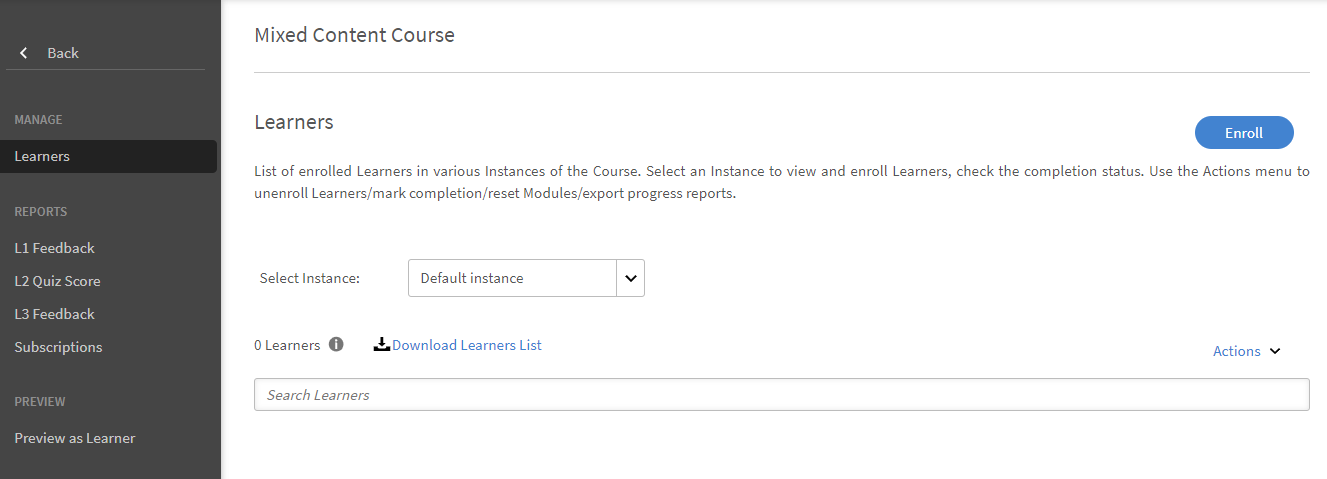 Back
MANAGE
Learners
REPORTS
L1 Feedback
L2 Quiz Score
L3 Feedback
Subscriptions
PREVIEW
Preview as Learner
Mixed Content Course
Learners
Enroll
List of enrolled Learners in various Instances of the Course. Select an Instance to view and enroll Learners, check the completion status. Use the Actions menu to
unenroll Learners/mark completion/reset Modules/export progress reports.
Select Instance:
Default instance
0 Learners
Download Learners List
Actions
Search Learners